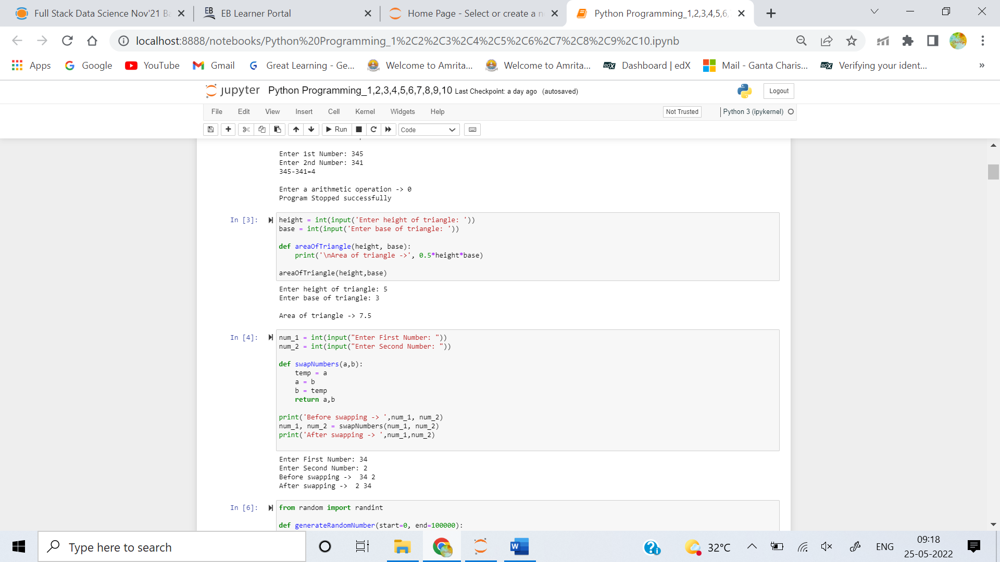 Full Stack Data Science Nov'21 Ba
EB Learner Portal
Home Page - Select or create a n
Python Programming_1,2,3,4,5,6,
localhost:8888/notebooks/Python%20Programming_1%2C2%2C3%2C4%2C5%2C6%2C7%2C8%2C9%2C10.ipynb
Apps
Google
YouTube
Gmail
Great Learning - Ge...
Welcome to Amrita...
Welcome to Amrita...
Dashboard | edX
Mail - Ganta Charis...
Verifying your ident...
»
jupyter Python Programming_1,2,3,4,5,6,7,8,9,10 Last Checkpoint: a day ago (autosaved)
Logout
File Edit View Insert Cell Kernel Widgets Help
Not Trusted
Python 3 (ipykernel)
Run
Code
Enter 1st Number: 345
Enter 2nd Number: 341
345-341=4
Enter a arithmetic operation -> 0
Program Stopped successfully
In [3]:
height = int(input('Enter height of triangle: '))
base = int(input('Enter base of triangle: '))
def areaOfTriangle(height, base):
    print('\nArea of triangle ->', 0.5*height*base)
areaOfTriangle(height,base)
Enter height of triangle: 5
Enter base of triangle: 3
Area of triangle -> 7.5
In [4]:
num_1 = int(input("Enter First Number: "))
num_2 = int(input("Enter Second Number: "))
def swapNumbers(a,b):
    temp = a
    a = b
    b = temp
    return a,b
print('Before swapping -> ',num_1, num_2)
num_1, num_2 = swapNumbers(num_1, num_2)
print('After swapping -> ',num_1,num_2)
Enter First Number: 34
Enter Second Number: 2
Before swapping ->  34 2
After swapping ->  2 34
In [6]:
from random import randint
def generateRandomNumber(start=0, end=100000):
Type here to search
32°C
ENG
09:18
25-05-2022